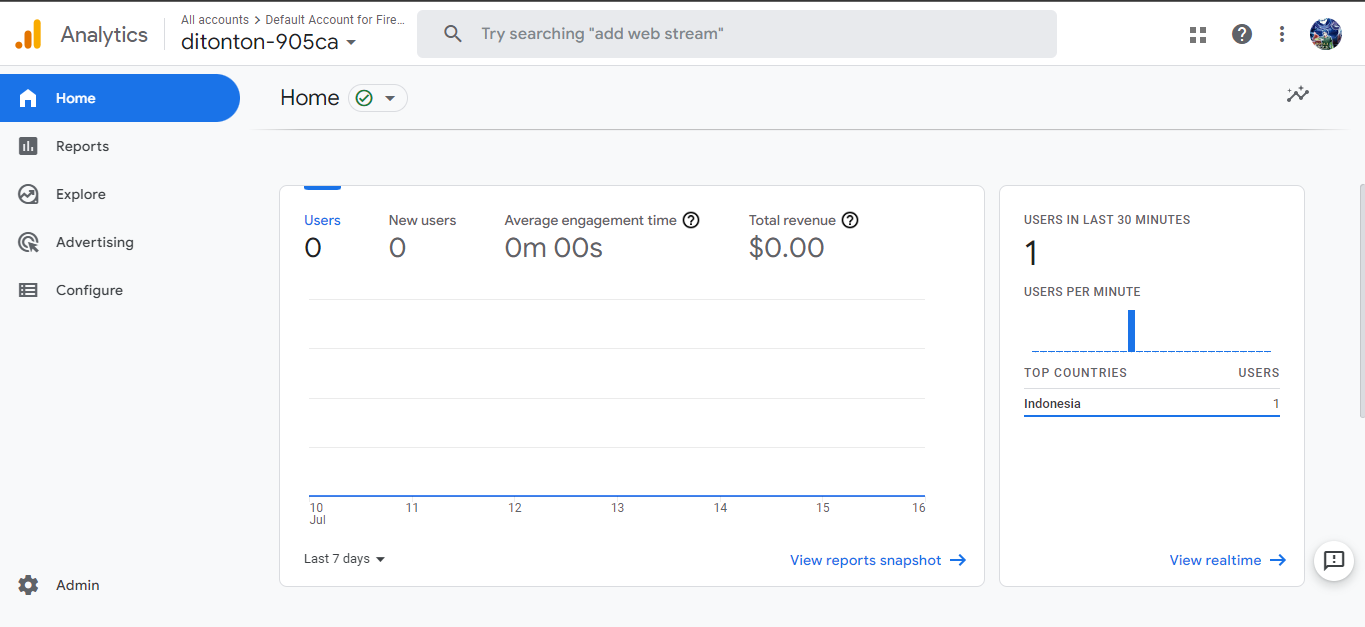 Analytics
All accounts > Default Account for Fire...
ditonton-905ca
Try searching "add web stream"
Home
Reports
Explore
Advertising
Configure
Admin
Home
Users
0
New users
0
Average engagement time
0m 00s
Total revenue
$0.00
10 11 12 13 14 15 16
Jul
Last 7 days
View reports snapshot
USERS IN LAST 30 MINUTES
1
USERS PER MINUTE
TOP COUNTRIES USERS
Indonesia 1
View realtime